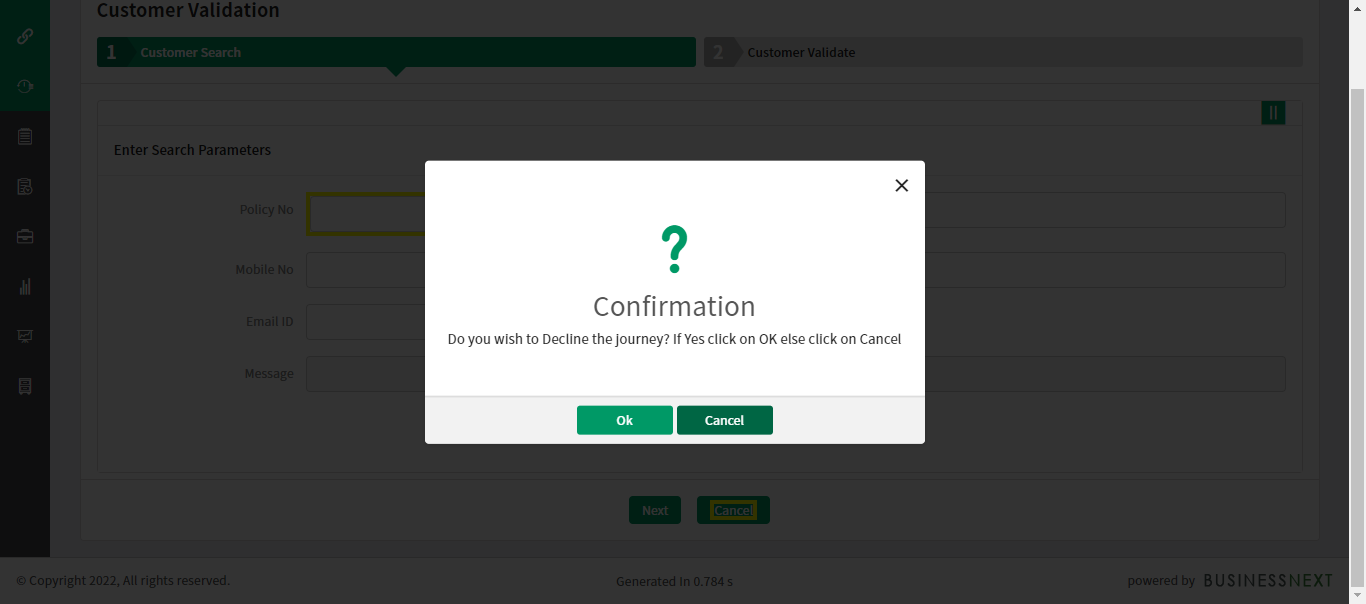 Customer Validation
1 Customer Search
2 Customer Validate
Enter Search Parameters
Policy No
Mobile No
Email ID
Message
?
Confirmation
Do you wish to Decline the journey? If Yes click on OK else click on Cancel
Ok
Cancel
Next
Cancel
© Copyright 2022, All rights reserved.
Generated In 0.784 s
powered by BUSINESSNEXT